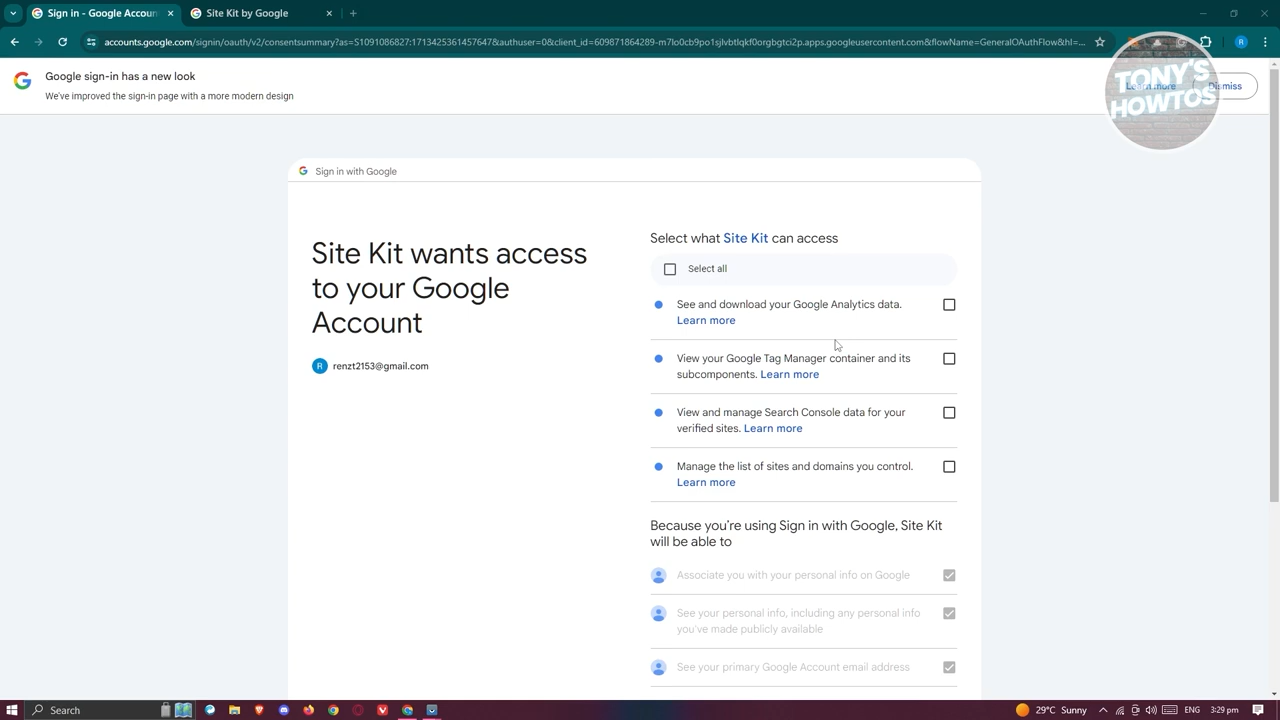 Sign in - Google Accoun
Site Kit by Google
accounts.google.com/signin/oauth/v2/consentsummary?as=S1091086827:1713425361457647&authuser=0&client_id=609871864289-m7lo0cb9po1sjlvbtlqkf0orgbgtci2p.apps.googleusercontent.com&flowName=GeneralOAuthFlow&hl=...
R
Google sign-in has a new look
We've improved the sign-in page with a more modern design
Learn more
Dismiss
TONY'S
HOWTOS
Sign in with Google
Site Kit wants access
to your Google
Account
R renzt2153@gmail.com
Select what Site Kit can access
Select all
See and download your Google Analytics data.
Learn more
View your Google Tag Manager container and its
subcomponents. Learn more
View and manage Search Console data for your
verified sites. Learn more
Manage the list of sites and domains you control.
Learn more
Because you're using Sign in with Google, Site Kit
will be able to
Associate you with your personal info on Google
See your personal info, including any personal info
you've made publicly available
See your primary Google Account email address
Search
29°C Sunny
ENG
3:29 pm